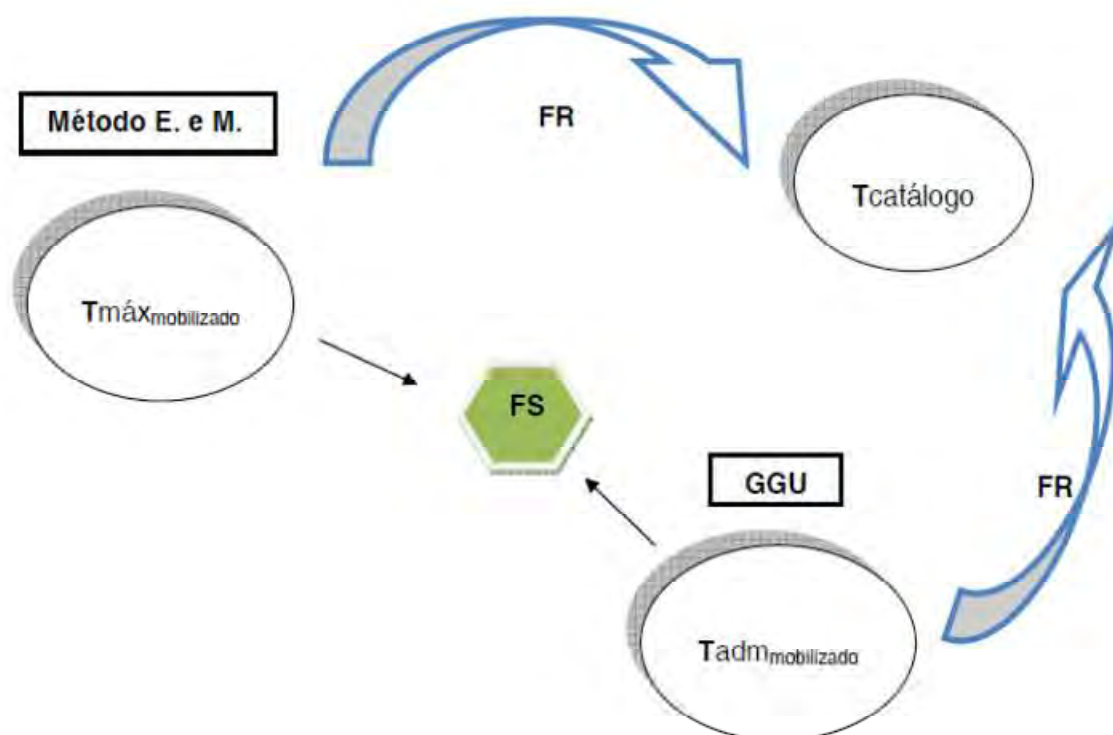 Método E. e M.
FR
Tcatálogo
Tmáxmobilizado
FS
GGU
FR
Tadmmobilizado